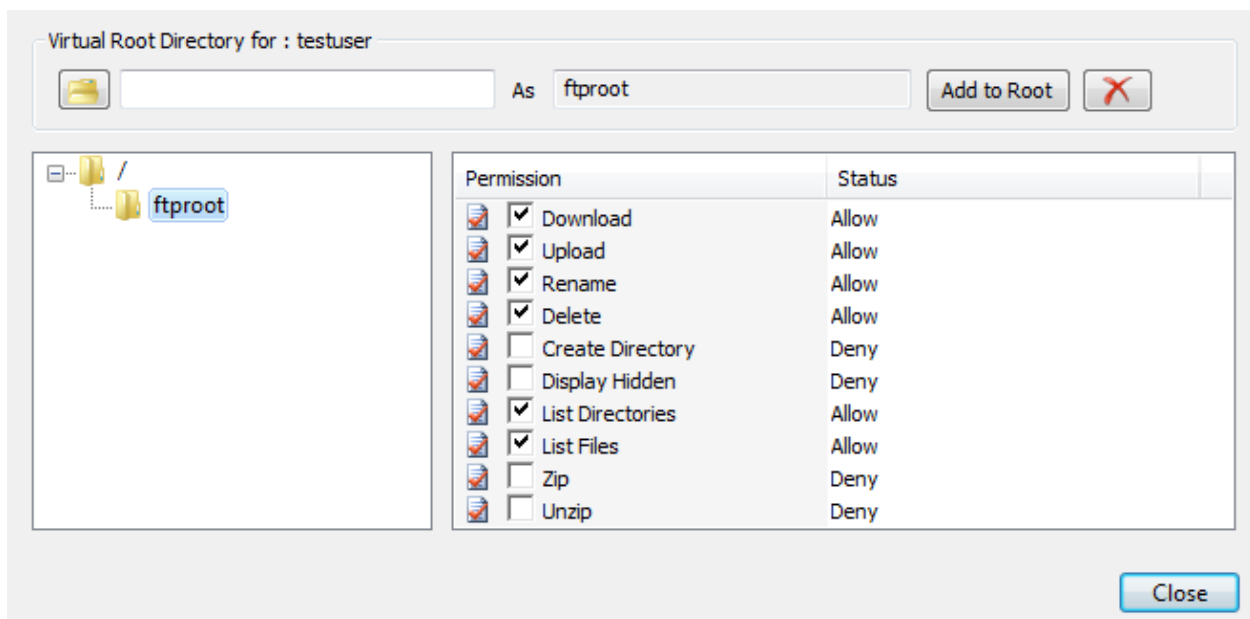 Virtual Root Directory for : testuser
As ftproot Add to Root
/
ftproot
Permission Status
Download Allow
Upload Allow
Rename Allow
Delete Allow
Create Directory Deny
Display Hidden Deny
List Directories Allow
List Files Allow
Zip Deny
Unzip Deny
Close